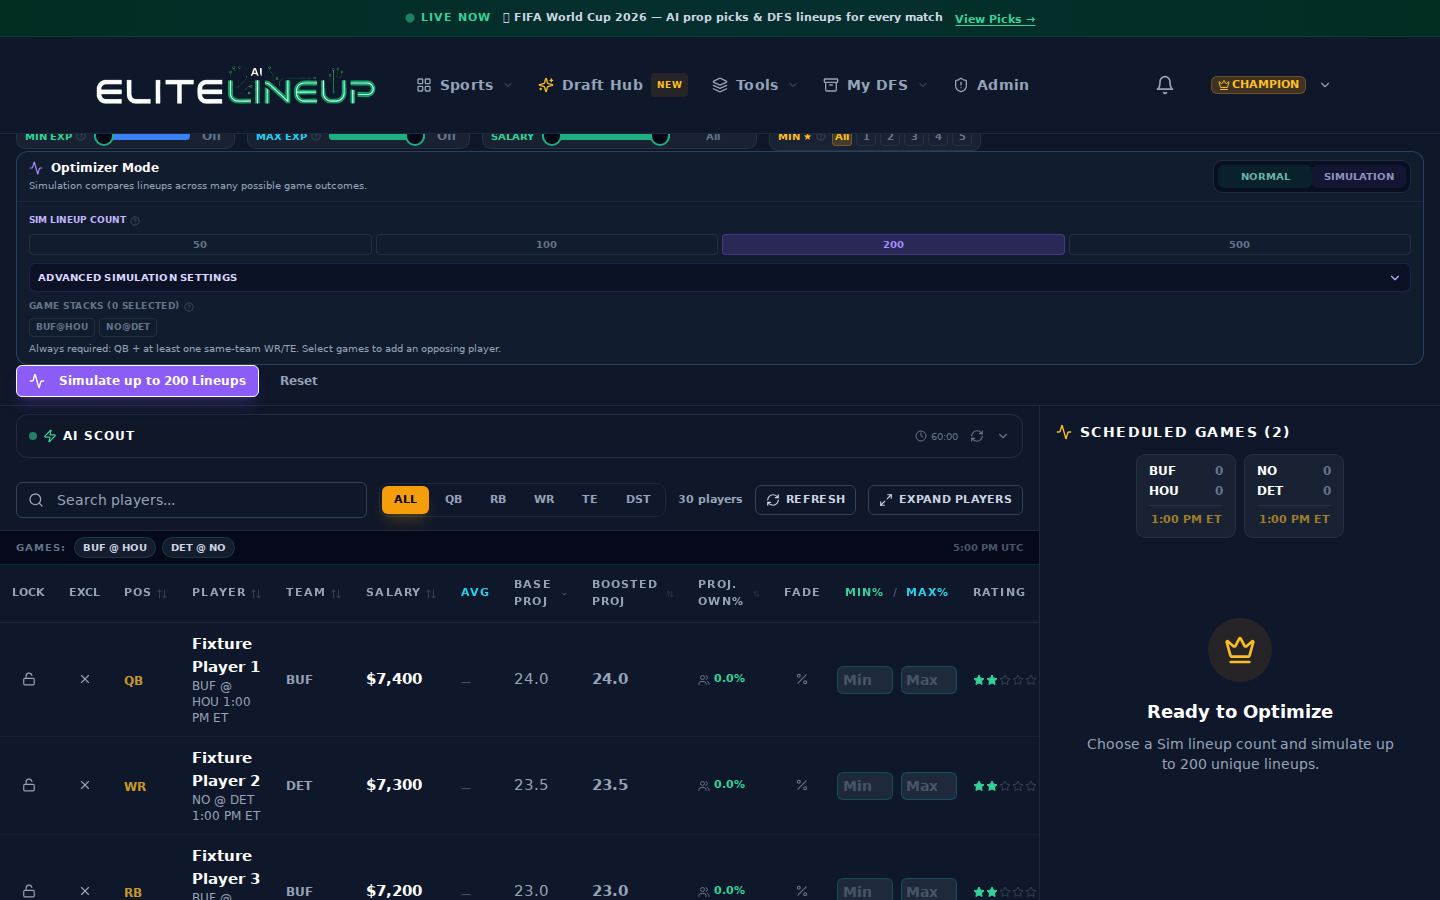 LIVE NOW FIFA World Cup 2026 — AI prop picks & DFS lineups for every match View Picks →
ELITE LINEUP AI
Sports Draft Hub NEW Tools My DFS Admin CHAMPION
MIN EXP Off MAX EXP Off SALARY All MIN ★ All 1 2 3 4 5
Optimizer Mode
Simulation compares lineups across many possible game outcomes.
NORMAL SIMULATION
SIM LINEUP COUNT
50 100 200 500
ADVANCED SIMULATION SETTINGS
GAME STACKS (0 SELECTED)
BUF@HOU NO@DET
Always required: QB + at least one same-team WR/TE. Select games to add an opposing player.
Simulate up to 200 Lineups Reset
AI SCOUT 60:00
Search players... ALL QB RB WR TE DST 30 players REFRESH EXPAND PLAYERS
GAMES: BUF @ HOU DET @ NO 5:00 PM UTC
LOCK EXCL POS PLAYER TEAM SALARY AVG BASE PROJ BOOSTED PROJ PROJ. OWN% FADE MIN% / MAX% RATING
Fixture
Player 1
BUF @
HOU 1:00
PM ET
QB BUF $7,400 — 24.0 24.0 0.0% Min Max
Fixture
Player 2
NO @ DET
1:00 PM ET
WR DET $7,300 — 23.5 23.5 0.0% Min Max
Fixture
Player 3
BUF @
RB BUF $7,200 — 23.0 23.0 0.0% Min Max
SCHEDULED GAMES (2)
BUF 0
HOU 0
1:00 PM ET
NO 0
DET 0
1:00 PM ET
Ready to Optimize
Choose a Sim lineup count and simulate up
to 200 unique lineups.